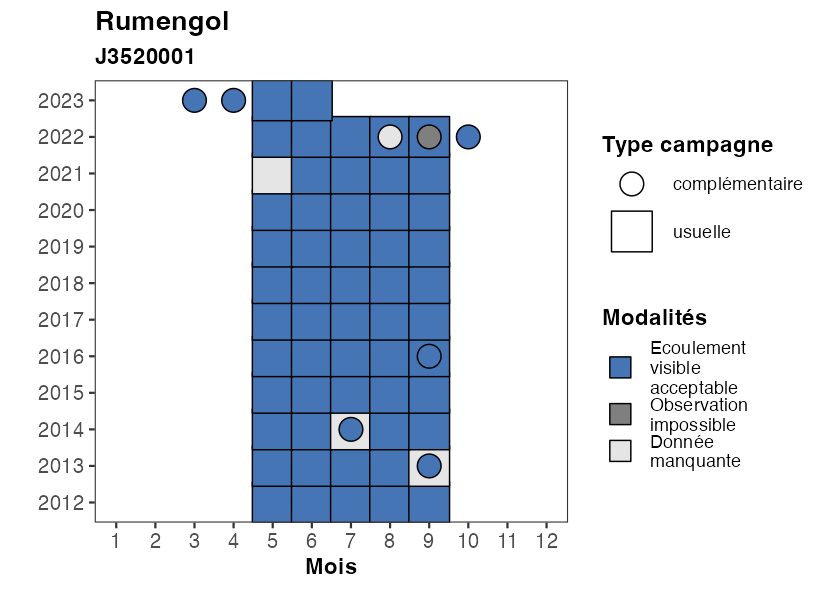 Rumengol
J3520001
2023
2022
2021
2020
2019
2018
2017
2016
2015
2014
2013
2012
1 2 3 4 5 6 7 8 9 10 11 12
Mois
Type campagne
complémentaire
usuelle
Modalités
Ecoulement
visible
acceptable
Observation
impossible
Donnée
manquante